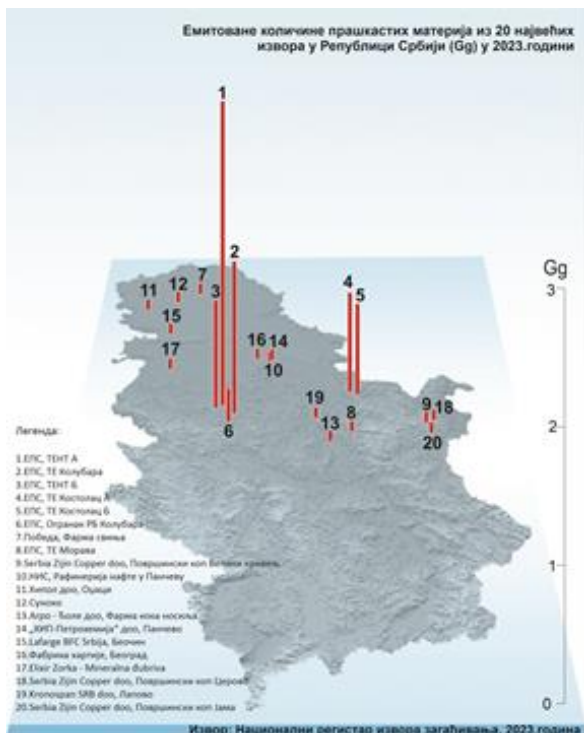 Емитоване количине прашкастих материја из 20 највећих
извора у Републици Србији (Gg) у 2023.години
1
2
3
4
5
6
7
8
9
10
11
12
13
14
15
16
17
18
19
20
Gg
3
2
1
0
Легенда:
1.ЕПС, ТЕНТ А
2.ЕПС, ТЕ Колубара
3.ЕПС, ТЕНТ Б
4.ЕПС, ТЕ Костолац А
5.ЕПС, ТЕ Костолац Б
6.ЕПС, Огранак РБ Колубара
7.Победа, Фарма свиња
8.ЕПС, ТЕ Морава
9.Serbia Zijin Copper doo, Површински коп Велики кривељ
10.НИС, Рафинерија нафте у Панчеву
11.Хипол доо, Оџаци
12.Суноко
13.Агро - Ђоле доо, Фарма кока носиља
14.„ХИП-Петрохемија" доо, Панчево
15.Lafarge BFC Srbija, Беочин
16.Фабрика картије, Београд
17.Elixir Zorka - Mineralna đubriva
18.Serbia Zijin Copper doo, Површински коп Церово
19.Kronospan SRB doo, Лапово
20.Serbia Zijin Copper doo, Површински коп Јама
Извор: Национални регистар извора загађивања, 2023.година